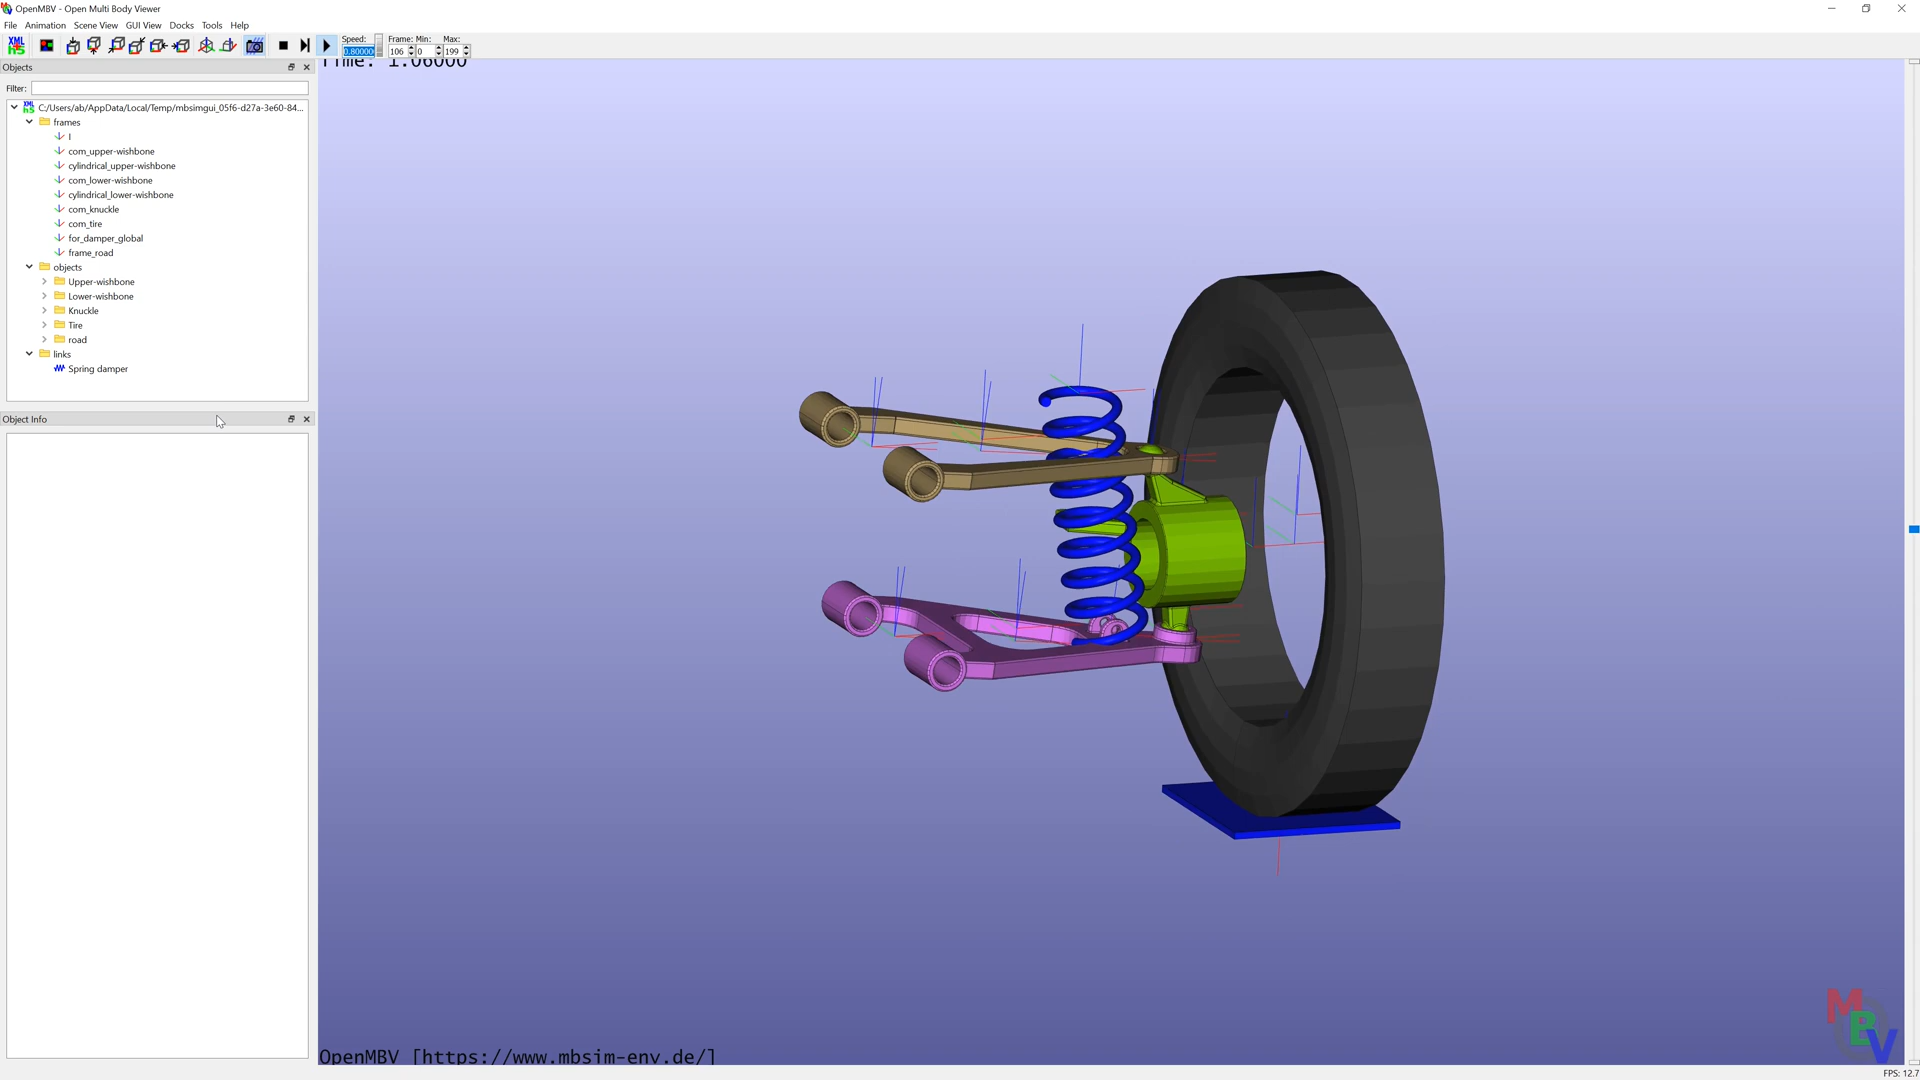 OpenMBV - Open Multi Body Viewer
File Animation Scene View GUI View Docks Tools Help
XML h5
Speed: Frame: Min: Max:
0.80000 106 0 199
Objects
Time: 1.06000
Filter:
C:/Users/ab/AppData/Local/Temp/mbsimgui_05f6-d27a-3e60-84...
frames
I
com_upper-wishbone
cylindrical_upper-wishbone
com_lower-wishbone
cylindrical_lower-wishbone
com_knuckle
com_tire
for_damper_global
frame_road
objects
Upper-wishbone
Lower-wishbone
Knuckle
Tire
road
links
Spring damper
Object Info
MBV
OpenMBV [https://www.mbsim-env.de/]
FPS: 12.7